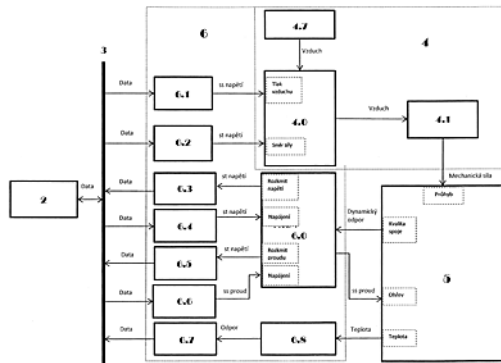 6
4
4.7
3
Vzduch
Data
6.1
ss napětí
Tlak
vzduchu
4.0
Vzduch
4.1
Data
6.2
ss napětí
Směr síly
Mechanická síla
Data
6.3
st napětí
Rozkmit
napětí
Průhyb
2
Data
Data
6.4
st napětí
Napájení
Dynamický
odpor
Kvalita
spoje
Data
6.5
st napětí
Rozkmit
proudu
5
Data
6.6
ss proud
Napájení
ss proud
Ohřev
Data
6.7
Odpor
6.8
Teplota
Teplota